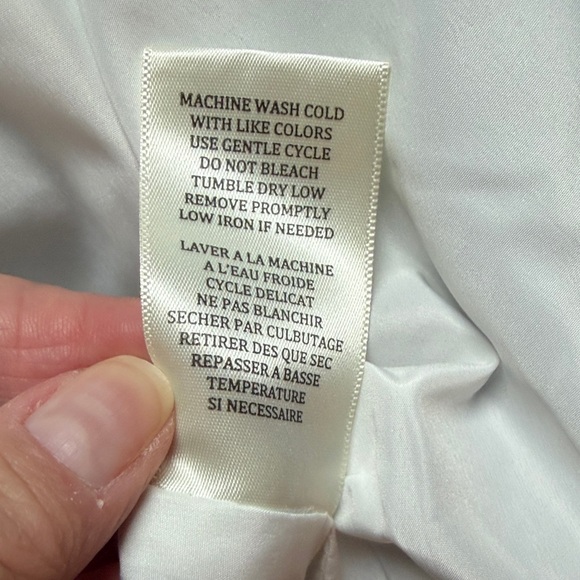 MACHINE WASH COLD
WITH LIKE COLORS
USE GENTLE CYCLE
DO NOT BLEACH
TUMBLE DRY LOW
REMOVE PROMPTLY
LOW IRON IF NEEDED
LAVER A LA MACHINE
A L'EAU FROIDE
CYCLE DELICAT
NE PAS BLANCHIR
SECHER PAR CULBUTAGE
RETIRER DES QUE SEC
REPASSER A BASSE
TEMPERATURE
SI NECESSAIRE